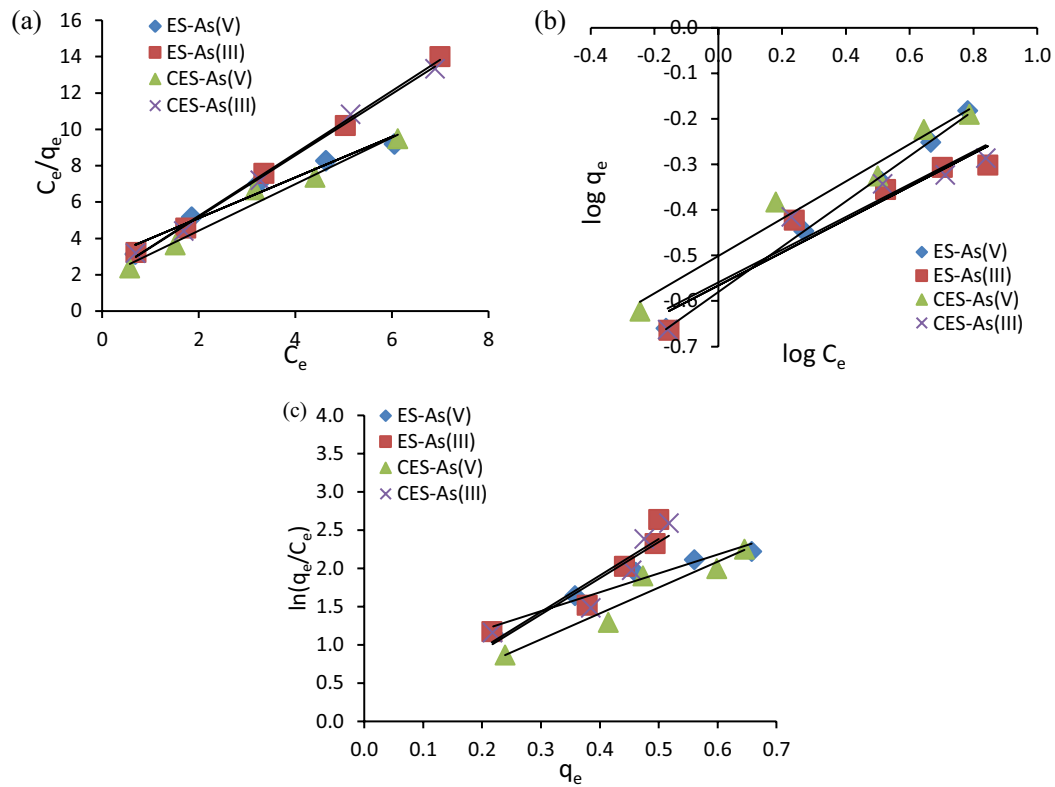 (a)
ES-As(V)
ES-As(III)
CES-As(V)
CES-As(III)
16
14
12
10
8
6
4
2
0
Cₑ/qₑ
0 2 4 6 8
Cₑ
(b)
-0.4 -0.2 0.0 0.2 0.4 0.6 0.8 1.0
-0.0
-0.1
-0.2
-0.3
-0.4
-0.5
-0.6
-0.7
log qₑ
ES-As(V)
ES-As(III)
CES-As(V)
CES-As(III)
log Cₑ
(c)
ES-As(V)
ES-As(III)
CES-As(V)
CES-As(III)
4.0
3.5
3.0
2.5
2.0
1.5
1.0
0.5
0.0
ln(qₑ/Cₑ)
0.0 0.1 0.2 0.3 0.4 0.5 0.6 0.7
qₑ